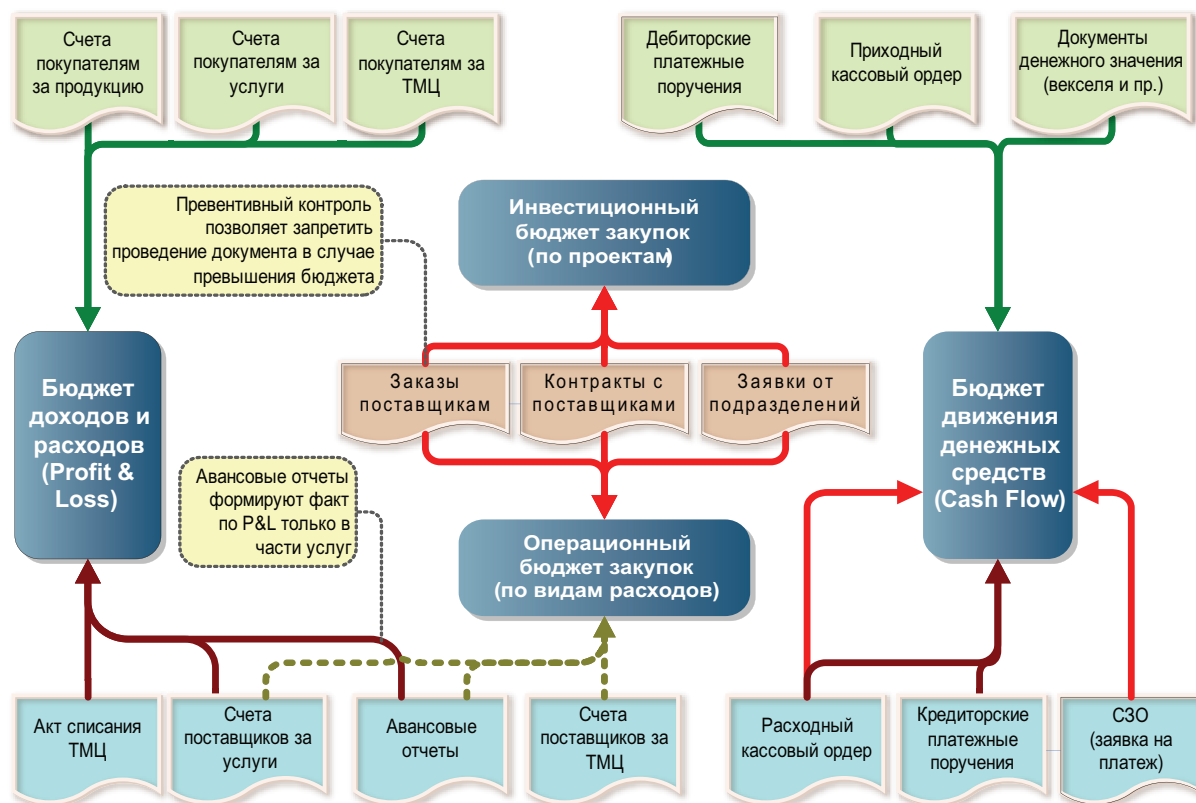 Счета
покупателям
за продукцию
Счета
покупателям за
услуги
Счета
покупателям за
ТМЦ
Дебиторские
платежные
поручения
Приходный
кассовый ордер
Документы
денежного значения
(векселя и пр.)
Превентивный контроль
позволяет запретить
проведение документа в случае
превышения бюджета
Инвестиционный
бюджет закупок
(по проектам)
Бюджет
доходов и
расходов
(Profit &
Loss)
Заказы
поставщикам
Контракты с
поставщиками
Заявки от
подразделений
Бюджет
движения
денежных
средств
(Cash Flow)
Авансовые отчеты
формируют факт
по P&L только в
части услуг
Операционный
бюджет закупок
(по видам расходов)
Акт списания
ТМЦ
Счета
поставщиков за
услуги
Авансовые
отчеты
Счета
поставщиков за
ТМЦ
Расходный
кассовый ордер
Кредиторские
платежные
поручения
СЗО
(заявка на
платеж)